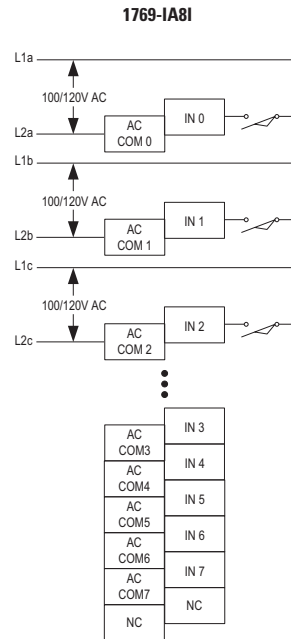 1769-IA8I
L1a
100/120V AC
IN 0
L2a
AC
COM 0
L1b
100/120V AC
IN 1
L2b
AC
COM 1
L1c
100/120V AC
IN 2
L2c
AC
COM 2
IN 3
AC
COM3
IN 4
AC
COM4
IN 5
AC
COM5
IN 6
AC
COM6
IN 7
AC
COM7
NC
NC